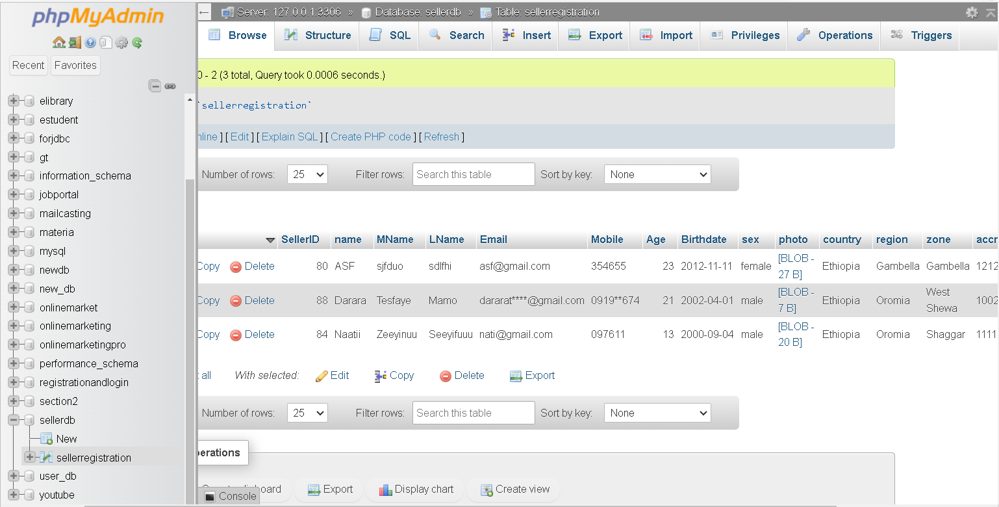 phpMyAdmin
Recent Favorites
elibrary
estudent
forjdbc
gt
information_schema
jobportal
mailcasting
materia
mysql
newdb
new_db
onlinemarket
onlinemarketing
onlinemarketingpro
performance_schema
registrationandlogin
section2
sellerdb
New
sellerregistration
user_db
youtube
← Server: 127.0.0.1:3306 » Database: sellerdb » Table: sellerregistration
Browse Structure SQL Search Insert Export Import Privileges Operations Triggers
0 - 2 (3 total, Query took 0.0006 seconds.)
`sellerregistration`
nline ] [ Edit ] [ Explain SQL ] [ Create PHP code ] [ Refresh ]
Number of rows: 25 Filter rows: Search this table Sort by key: None
SellerID name MName LName Email Mobile Age Birthdate sex photo country region zone accr
Copy Delete 80 ASF sjfduo sdlfhi asf@gmail.com 354655 23 2012-11-11 female [BLOB - 27 B] Ethiopia Gambella Gambella 1212
Copy Delete 88 Darara Tesfaye Mamo dararat****@gmail.com 0919**674 21 2002-04-01 male [BLOB - 7 B] Ethiopia Oromia West Shewa 1002
Copy Delete 84 Naatii Zeeyinuu Seeyifuuu nati@gmail.com 097611 13 2000-09-04 male [BLOB - 20 B] Ethiopia Oromia Shaggar 1111
all With selected: Edit Copy Delete Export
Number of rows: 25 Filter rows: Search this table Sort by key: None
perations
board Export Display chart Create view
Console